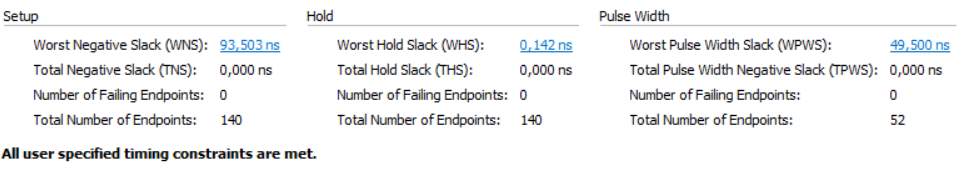 Setup Hold Pulse Width
Worst Negative Slack (WNS): 93,503 ns Worst Hold Slack (WHS): 0,142 ns Worst Pulse Width Slack (WPWS): 49,500 ns
Total Negative Slack (TNS): 0,000 ns Total Hold Slack (THS): 0,000 ns Total Pulse Width Negative Slack (TPWS): 0,000 ns
Number of Failing Endpoints: 0 Number of Failing Endpoints: 0 Number of Failing Endpoints: 0
Total Number of Endpoints: 140 Total Number of Endpoints: 140 Total Number of Endpoints: 52
All user specified timing constraints are met.